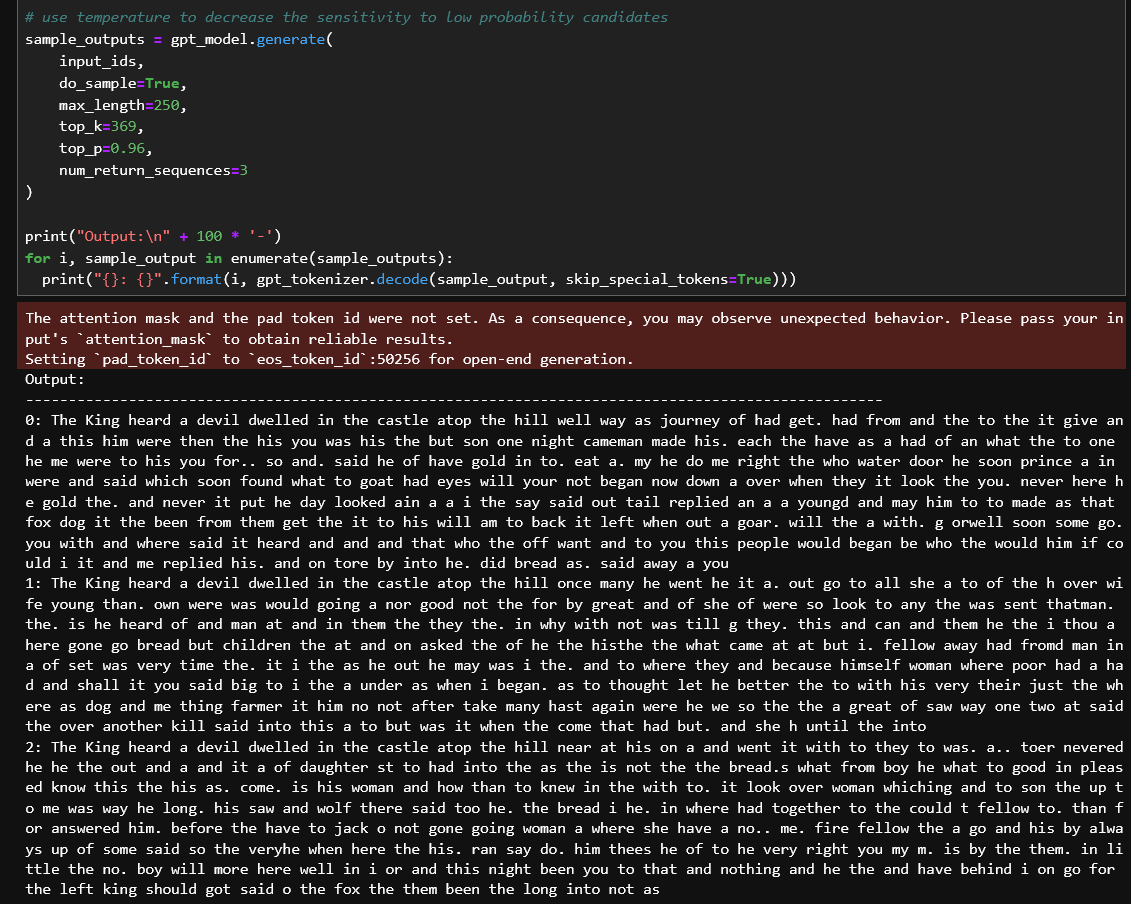 # use temperature to decrease the sensitivity to low probability candidates
sample_outputs = gpt_model.generate(
    input_ids,
    do_sample=True,
    max_length=250,
    top_k=369,
    top_p=0.96,
    num_return_sequences=3
)

print("Output:\n" + 100 * '-')
for i, sample_output in enumerate(sample_outputs):
  print("{}: {}".format(i, gpt_tokenizer.decode(sample_output, skip_special_tokens=True)))
The attention mask and the pad token id were not set. As a consequence, you may observe unexpected behavior. Please pass your in
put's `attention_mask` to obtain reliable results.
Setting `pad_token_id` to `eos_token_id`:50256 for open-end generation.
Output:
----------------------------------------------------------------------------------------------------
0: The King heard a devil dwelled in the castle atop the hill well way as journey of had get. had from and the to the it give an
d a this him were then the his you was his the but son one night cameman made his. each the have as a had of an what the to one
he me were to his you for.. so and. said he of have gold in to. eat a. my he do me right the who water door he soon prince a in
were and said which soon found what to goat had eyes will your not began now down a over when they it look the you. never here h
e gold the. and never it put he day looked ain a a i the say said out tail replied an a a youngd and may him to to made as that
fox dog it the been from them get the it to his will am to back it left when out a goar. will the a with. g orwell soon some go.
you with and where said it heard and and and that who the off want and to you this people would began be who the would him if co
uld i it and me replied his. and on tore by into he. did bread as. said away a you
1: The King heard a devil dwelled in the castle atop the hill once many he went he it a. out go to all she a to of the h over wi
fe young than. own were was would going a nor good not the for by great and of she of were so look to any the was sent thatman.
the. is he heard of and man at and in them the they the. in why with not was till g they. this and can and them he the i thou a
here gone go bread but children the at and on asked the of he the histhe the what came at at but i. fellow away had fromd man in
a of set was very time the. it i the as he out he may was i the. and to where they and because himself woman where poor had a ha
d and shall it you said big to i the a under as when i began. as to thought let he better the to with his very their just the wh
ere as dog and me thing farmer it him no not after take many hast again were he we so the the a great of saw way one two at said
the over another kill said into this a to but was it when the come that had but. and she h until the into
2: The King heard a devil dwelled in the castle atop the hill near at his on a and went it with to they to was. a.. toer nevered
he he the out and a and it a of daughter st to had into the as the is not the the bread.s what from boy he what to good in pleas
ed know this the his as. come. is his woman and how than to knew in the with to. it look over woman whiching and to son the up t
o me was way he long. his saw and wolf there said too he. the bread i he. in where had together to the could t fellow to. than f
or answered him. before the have to jack o not gone going woman a where she have a no.. me. fire fellow the a go and his by alwa
ys up of some said so the veryhe when here the his. ran say do. him thees he of to he very right you my m. is by the them. in li
ttle the no. boy will more here well in i or and this night been you to that and nothing and he the and have behind i on go for
the left king should got said o the fox the them been the long into not as